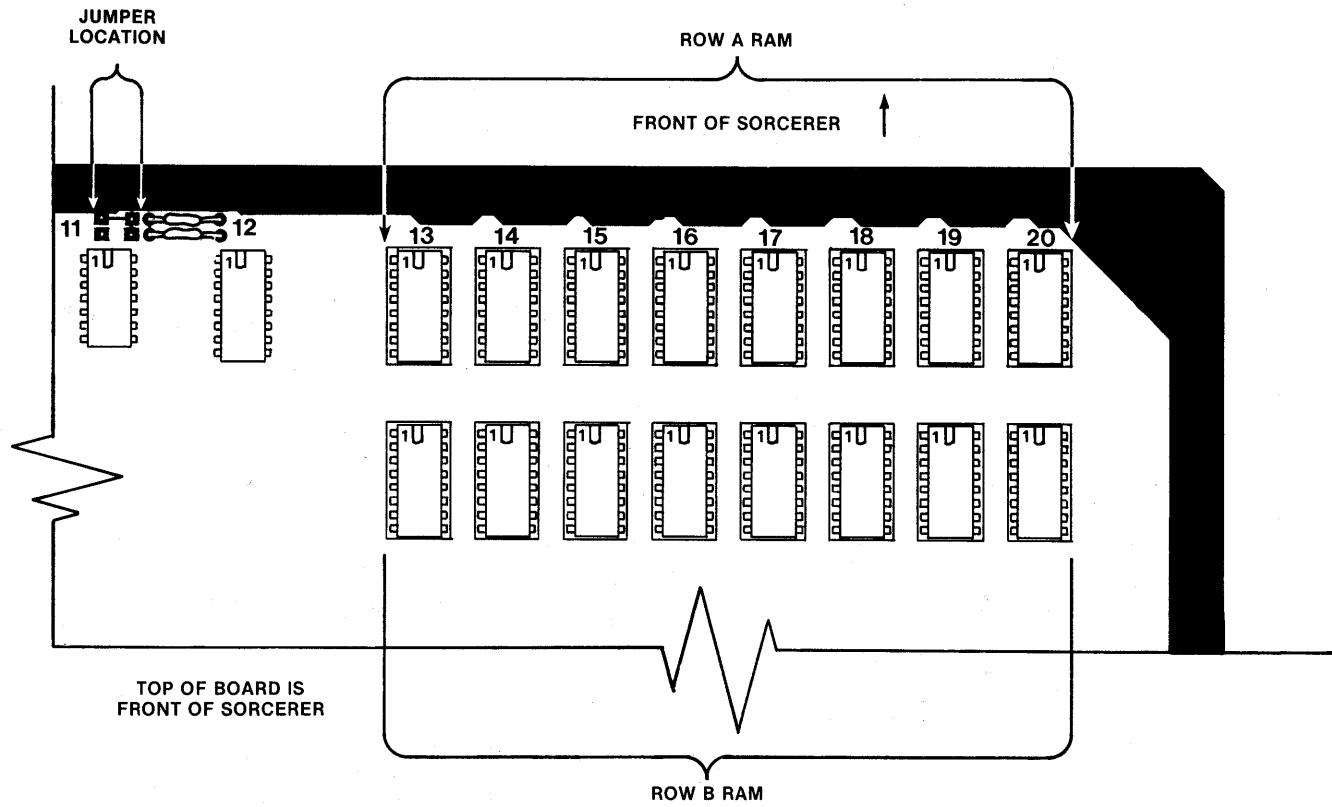 JUMPER
LOCATION
ROW A RAM
FRONT OF SORCERER
11
12
13 14 15 16 17 18 19 20
1 1 1 1 1 1 1 1 1 1
1 1 1 1 1 1 1 1
TOP OF BOARD IS
FRONT OF SORCERER
ROW B RAM